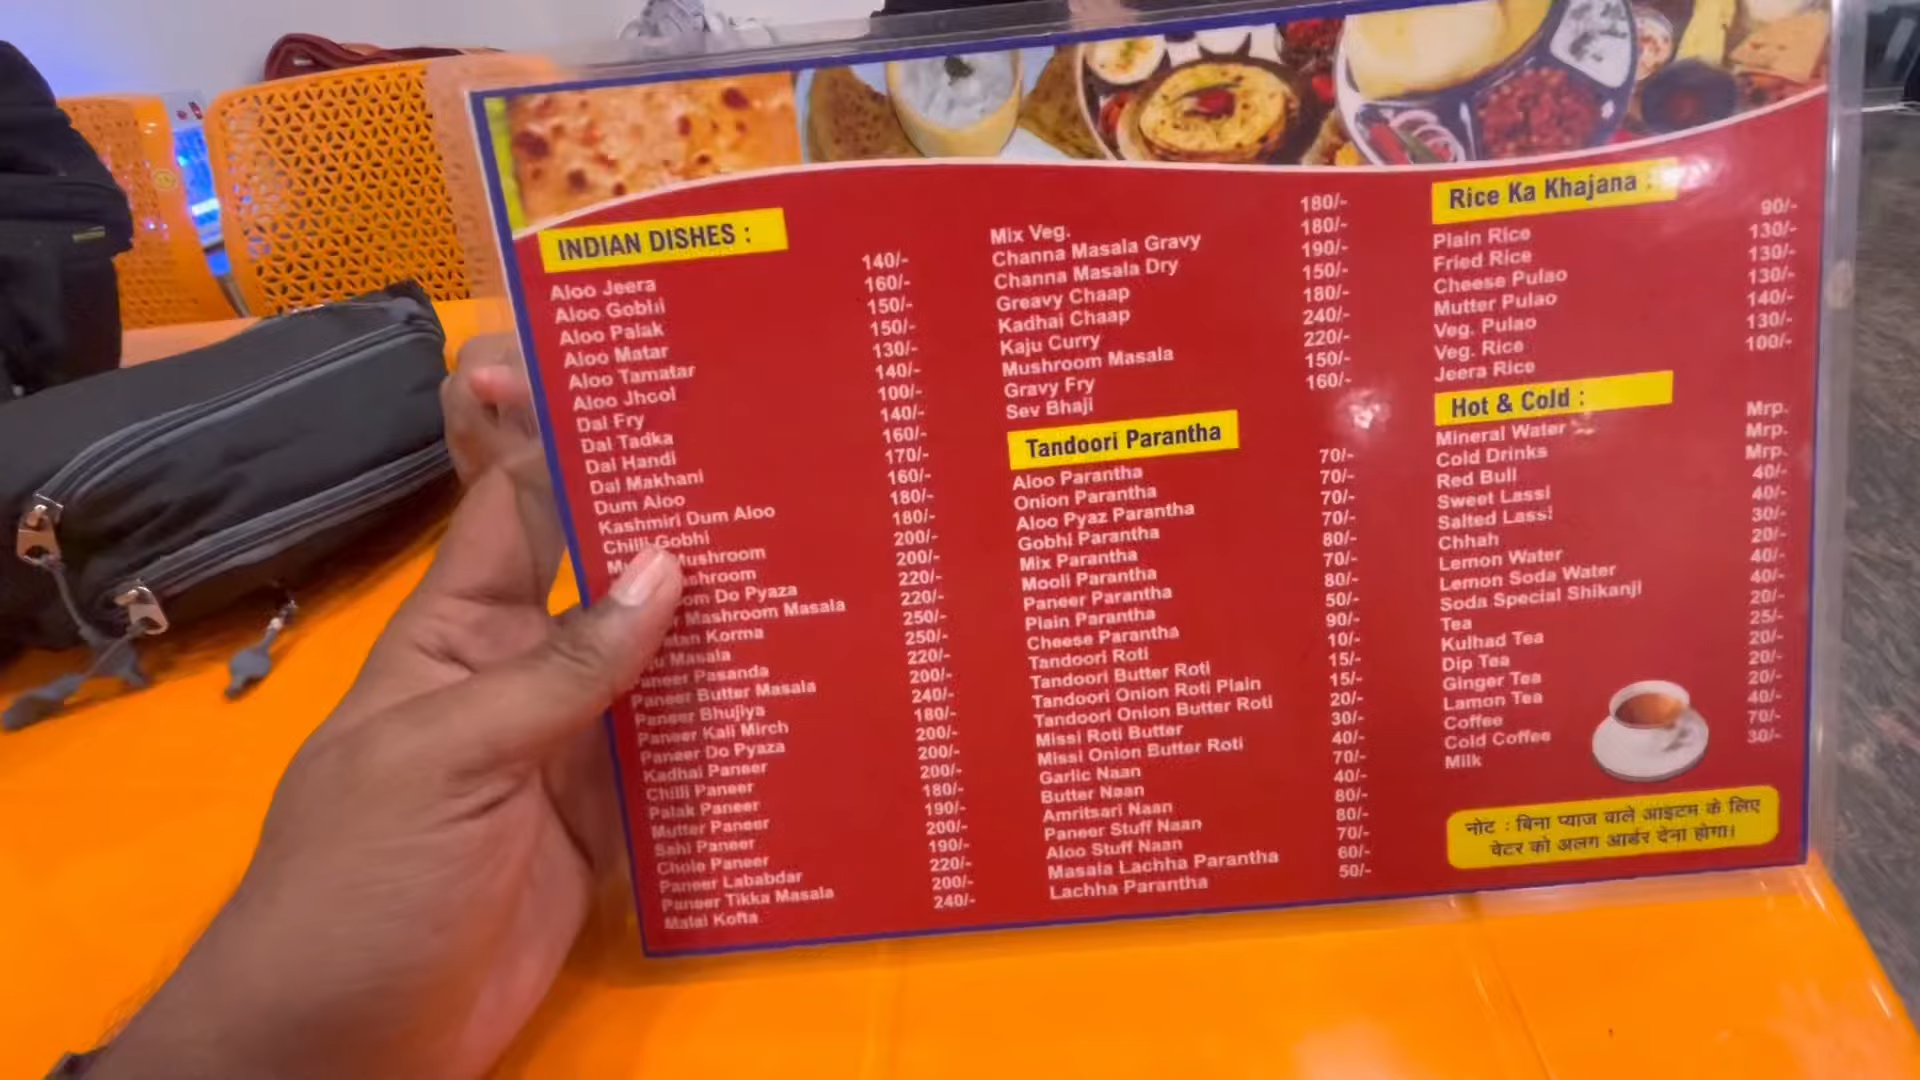 INDIAN DISHES :
Aloo Jeera 140/-
Aloo Gobhi 160/-
Aloo Palak 150/-
Aloo Matar 150/-
Aloo Tamatar 130/-
Aloo Jhool 140/-
Dal Fry 100/-
Dal Tadka 140/-
Dal Handi 160/-
Dal Makhani 170/-
Dum Aloo 160/-
Kashmiri Dum Aloo 180/-
Chilli Gobhi 180/-
Mushroom 200/-
200/-
Do Pyaza 220/-
Mashroom Masala 220/-
Korma 250/-
Masala 250/-
Paneer Pasanda 220/-
Paneer Butter Masala 200/-
Paneer Bhujiya 240/-
Paneer Kali Mirch 180/-
Paneer Do Pyaza 200/-
Kadhai Paneer 200/-
Chilli Paneer 200/-
Palak Paneer 180/-
Mutter Paneer 190/-
Sahi Paneer 200/-
Chole Paneer 190/-
Paneer Lababdar 220/-
Paneer Tikka Masala 200/-
Malai Kofta 240/-
Mix Veg. 180/-
Channa Masala Gravy 180/-
Channa Masala Dry 190/-
Greavy Chaap 150/-
Kadhai Chaap 180/-
Kaju Curry 240/-
Mushroom Masala 220/-
Gravy Fry 150/-
Sev Bhaji 160/-
Tandoori Parantha
Aloo Parantha 70/-
Onion Parantha 70/-
Aloo Pyaz Parantha 70/-
Gobhi Parantha 70/-
Mix Parantha 80/-
Mooli Parantha 70/-
Paneer Parantha 80/-
Plain Parantha 50/-
Cheese Parantha 90/-
Tandoori Roti 10/-
Tandoori Butter Roti 15/-
Tandoori Onion Roti Plain 15/-
Tandoori Onion Butter Roti 20/-
Missi Roti Butter 30/-
Missi Onion Butter Roti 40/-
Garlic Naan 70/-
Butter Naan 40/-
Amritsari Naan 80/-
Paneer Stuff Naan 80/-
Aloo Stuff Naan 70/-
Masala Lachha Parantha 60/-
Lachha Parantha 50/-
Rice Ka Khajana :
Plain Rice 90/-
Fried Rice 130/-
Cheese Pulao 130/-
Mutter Pulao 130/-
Veg. Pulao 140/-
Veg. Rice 130/-
Jeera Rice 100/-
Hot & Cold :
Mineral Water Mrp.
Cold Drinks Mrp.
Red Bull Mrp.
Sweet Lassi 40/-
Salted Lassi 40/-
Chhah 30/-
Lemon Water 20/-
Lemon Soda Water 40/-
Soda Special Shikanji 40/-
Tea 20/-
Kulhad Tea 25/-
Dip Tea 20/-
Ginger Tea 20/-
Lamon Tea 20/-
Coffee 40/-
Cold Coffee 70/-
Milk 30/-
नोट : बिना प्याज वाले आइटम के लिए
वेटर को अलग आर्डर देना होगा।